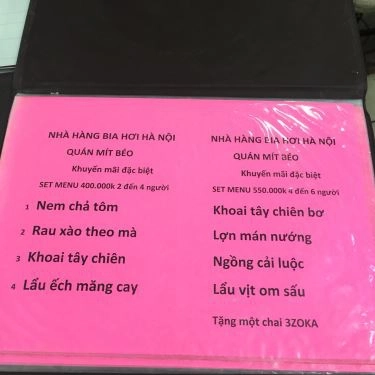 NHÀ HÀNG BIA HƠI HÀ NỘI
QUÁN MÍT BÉO
Khuyến mãi đặc biệt
SET MENU 400.000k 2 đến 4 người
1 Nem chả tôm
2 Rau xào theo mà
3 Khoai tây chiên
4 Lẩu ếch măng cay
NHÀ HÀNG BIA HƠI HÀ NỘI
QUÁN MÍT BÉO
Khuyến mãi đặc biệt
SET MENU 550.000k 4 đến 6 người
Khoai tây chiên bơ
Lợn mán nướng
Ngồng cải luộc
Lẩu vịt om sấu
Tặng một chai 3ZOKA